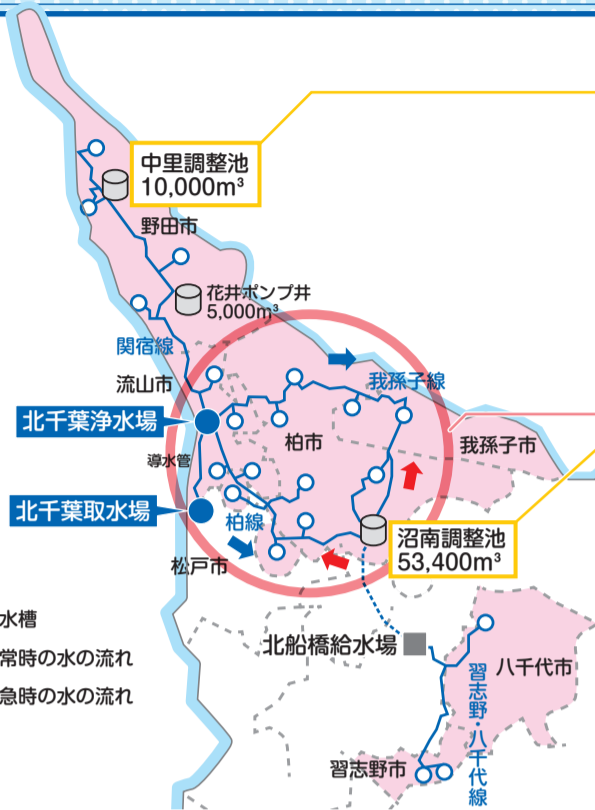 中里調整池
10,000m³
野田市
花井ポンプ井
5,000m³
関宿線
流山市
我孫子線
北千葉浄水場
柏市
我孫子市
導水管
北千葉取水場
柏線
松戸市
沼南調整池
53,400m³
水槽
常時の水の流れ
急時の水の流れ
北船橋給水場
八千代市
習志野・八千代線
習志野市